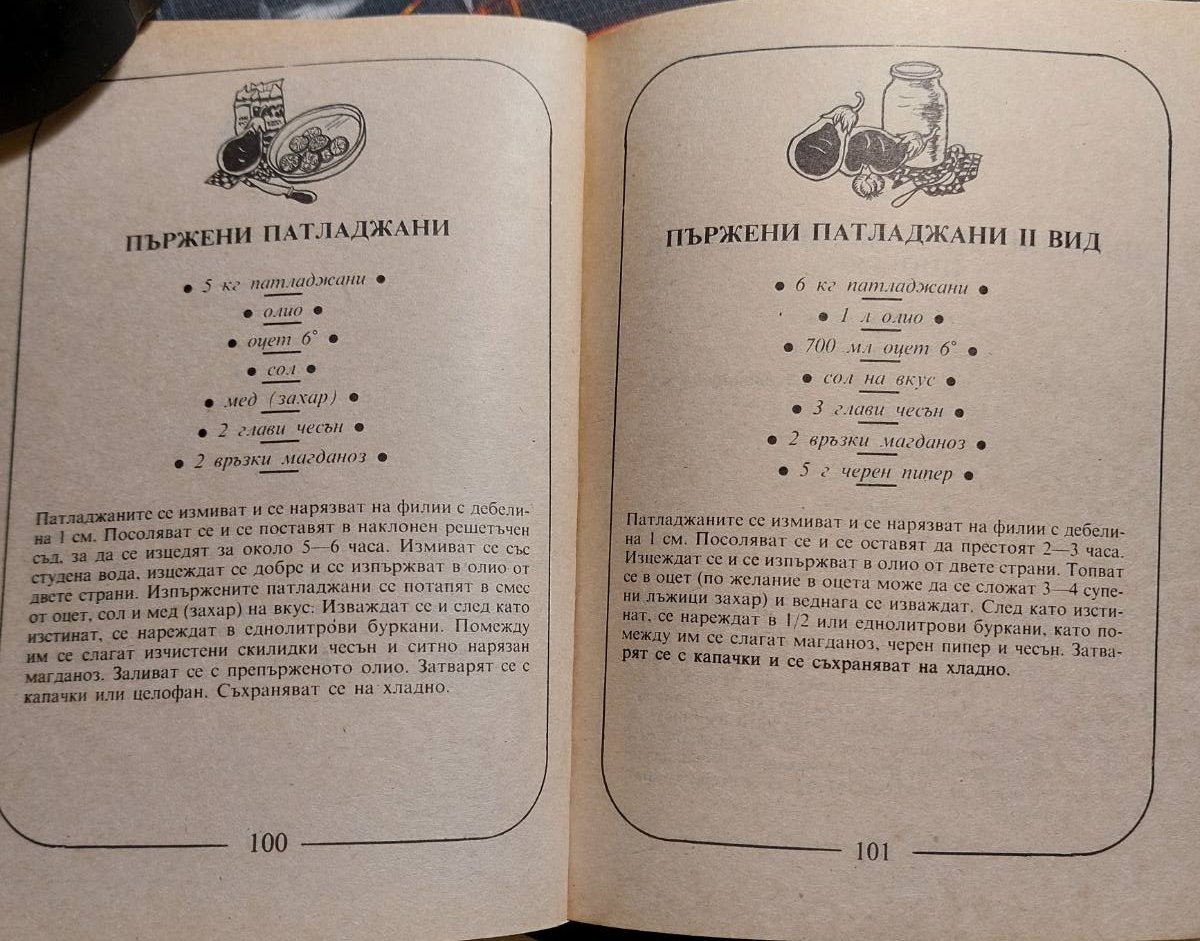 ПЪРЖЕНИ ПАТЛАДЖАНИ
• 5 кг патладжани •
• олио •
• оцет 6° •
• сол •
• мед (захар) •
• 2 глави чесън •
• 2 връзки магданоз •
Патладжаните се измиват и се нарязват на филии с дебели-
на 1 см. Посоляват се и се поставят в наклонен решетъчен
съд, за да се изцедят за около 5—6 часа. Измиват се със
студена вода, изцеждат се добре и се изпържват в олио от
двете страни. Изпържените патладжани се потапят в смес
от оцет, сол и мед (захар) на вкус. Изваждат се и след като
изстинат, се нареждат в еднолитрови буркани. Помежду
им се слагат изчистени скилидки чесън и ситно нарязан
магданоз. Заливат се с препърженото олио. Затварят се с
капачки или целофан. Съхраняват се на хладно.
100
ПЪРЖЕНИ ПАТЛАДЖАНИ II ВИД
• 6 кг патладжани •
• 1 л олио •
• 700 мл оцет 6° •
• сол на вкус •
• 3 глави чесън •
• 2 връзки магданоз •
• 5 г черен пипер •
Патладжаните се измиват и се нарязват на филии с дебели-
на 1 см. Посоляват се и се оставят да престоят 2—3 часа.
Изцеждат се и се изпържват в олио от двете страни. Топват
се в оцет (по желание в оцета може да се сложат 3—4 супе-
ни лъжици захар) и веднага се изваждат. След като изсти-
нат, се нареждат в 1/2 или еднолитрови буркани, като по-
между им се слагат магданоз, черен пипер и чесън. Затва-
рят се с капачки и се съхраняват на хладно.
101